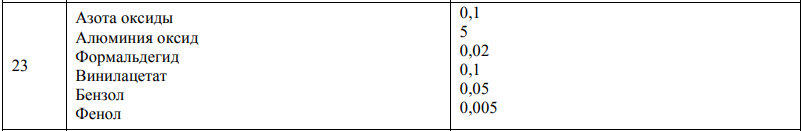 23
Азота оксиды
Алюминия оксид
Формальдегид
Винилацетат
Бензол
Фенол
0,1
5
0,02
0,1
0,05
0,005